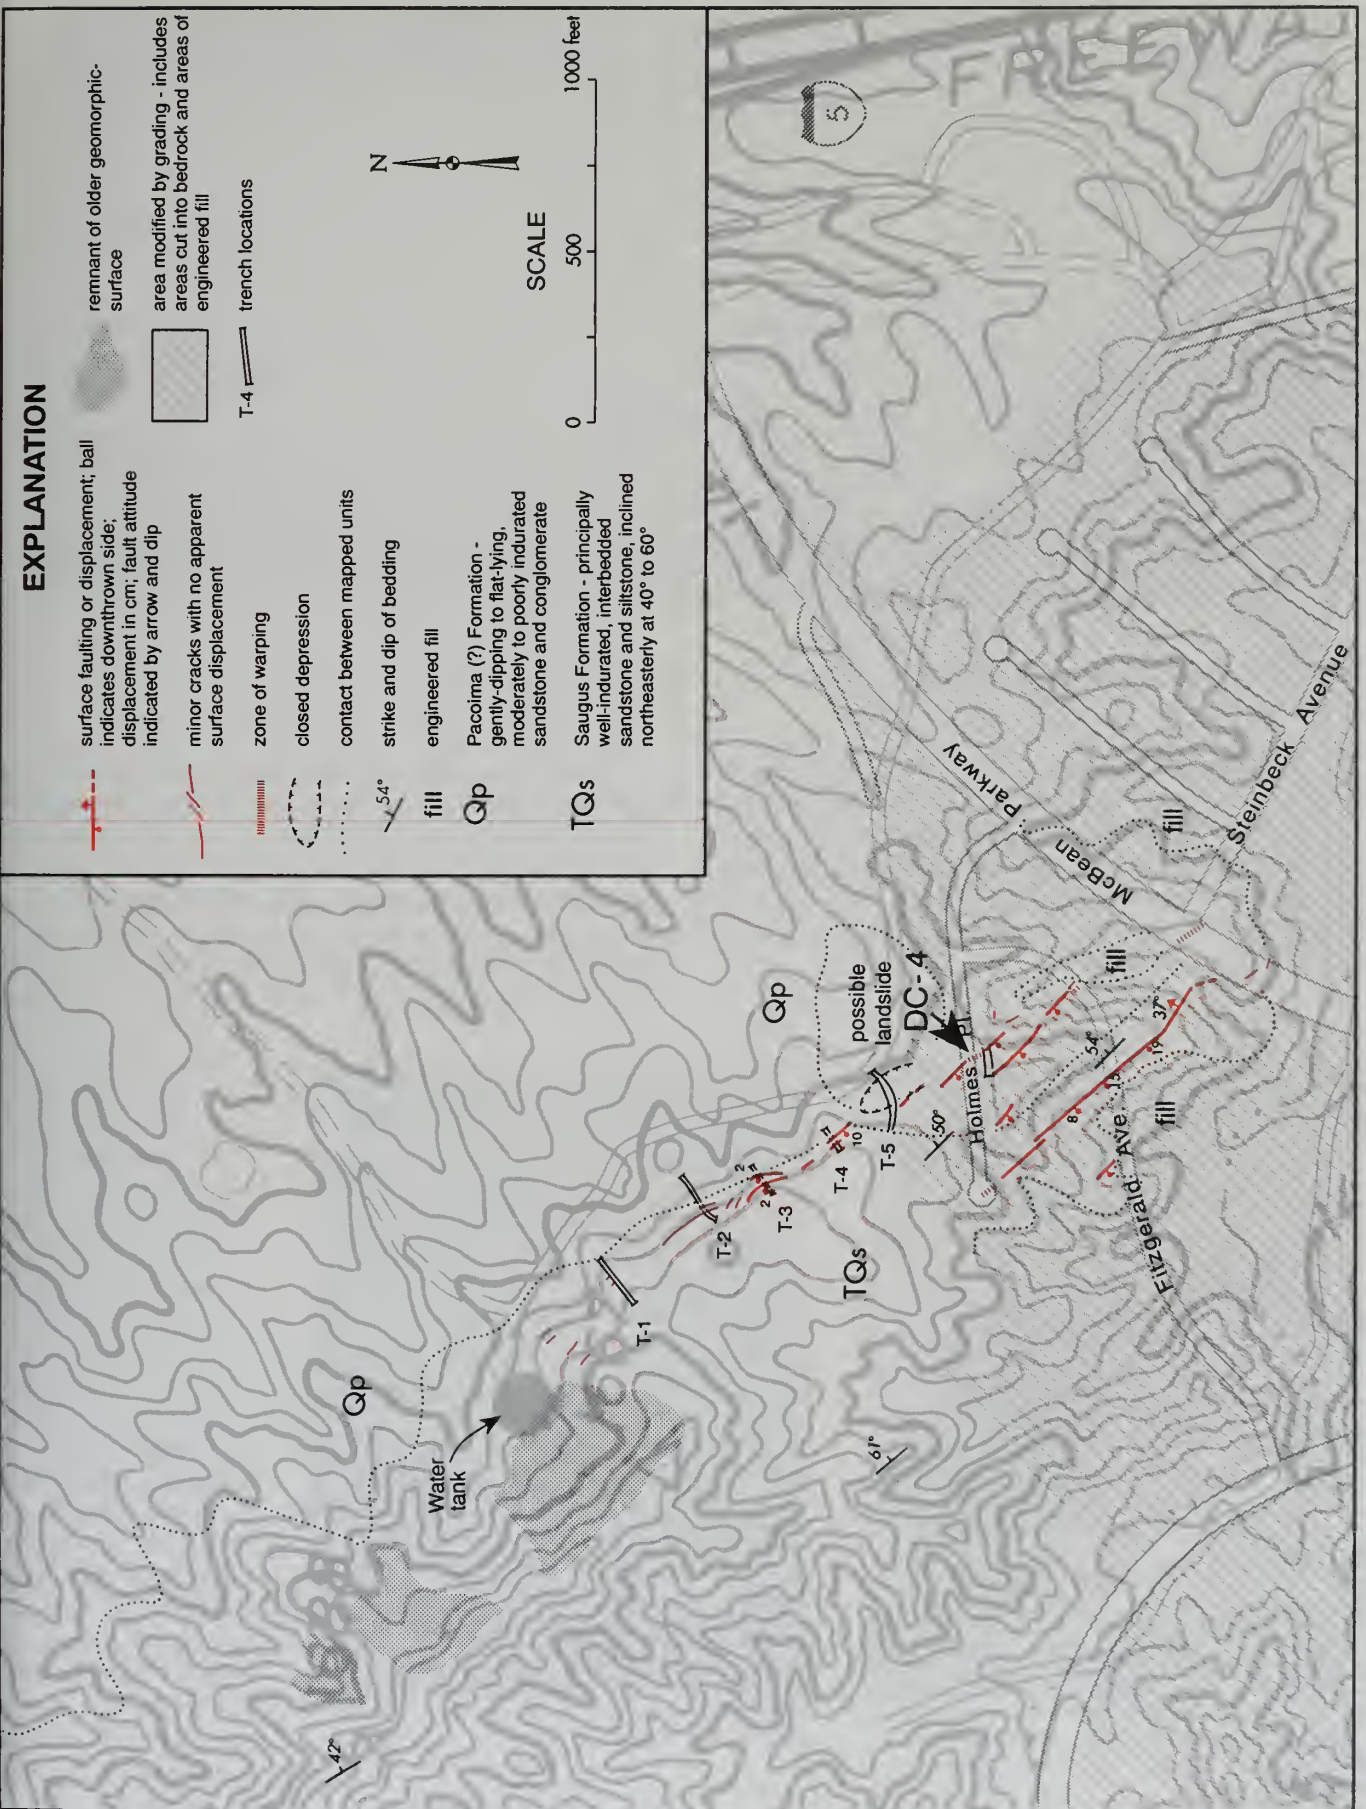 EXPLANATION
surface faulting or displacement; ball
indicates downthrown side;
displacement in cm; fault attitude
indicated by arrow and dip
minor cracks with no apparent
surface displacement
zone of warping
closed depression
contact between mapped units
54°
strike and dip of bedding
fill
engineered fill
Qp
Pacoima (?) Formation -
gently-dipping to flat-lying,
moderately to poorly indurated
sandstone and conglomerate
TQs
Saugus Formation - principally
well-indurated, interbedded
sandstone and siltstone, inclined
northeasterly at 40° to 60°
remnant of older geomorphic-
surface
area modified by grading - includes
areas cut into bedrock and areas of
engineered fill
T-4
trench locations
N
SCALE
0 500 1000 feet
FREEWA
5
Qp
Water
tank
42°
61°
T-1
T-2
2
2
T-3
T-4
10
T-5
TQs
Qp
possible
landslide
DC-4
50°
Holmes Pl
54°
37°
8
15
19
fill
fill
fill
Fitzgerald Ave.
McBean Parkway
Steinbeck Avenue